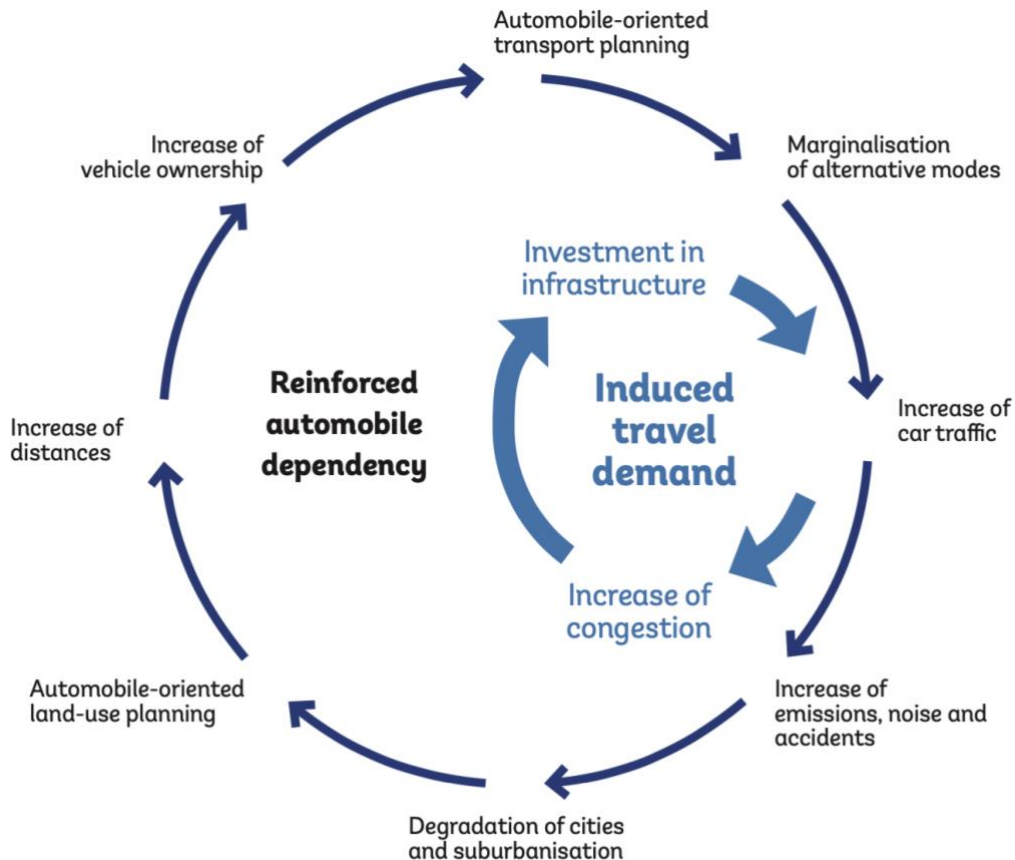 Automobile-oriented
transport planning
Marginalisation
of alternative modes
Increase of
car traffic
Increase of
emissions, noise and
accidents
Degradation of cities
and suburbanisation
Automobile-oriented
land-use planning
Increase of
distances
Increase of
vehicle ownership
Reinforced
automobile
dependency
Investment in
infrastructure
Induced
travel
demand
Increase of
congestion